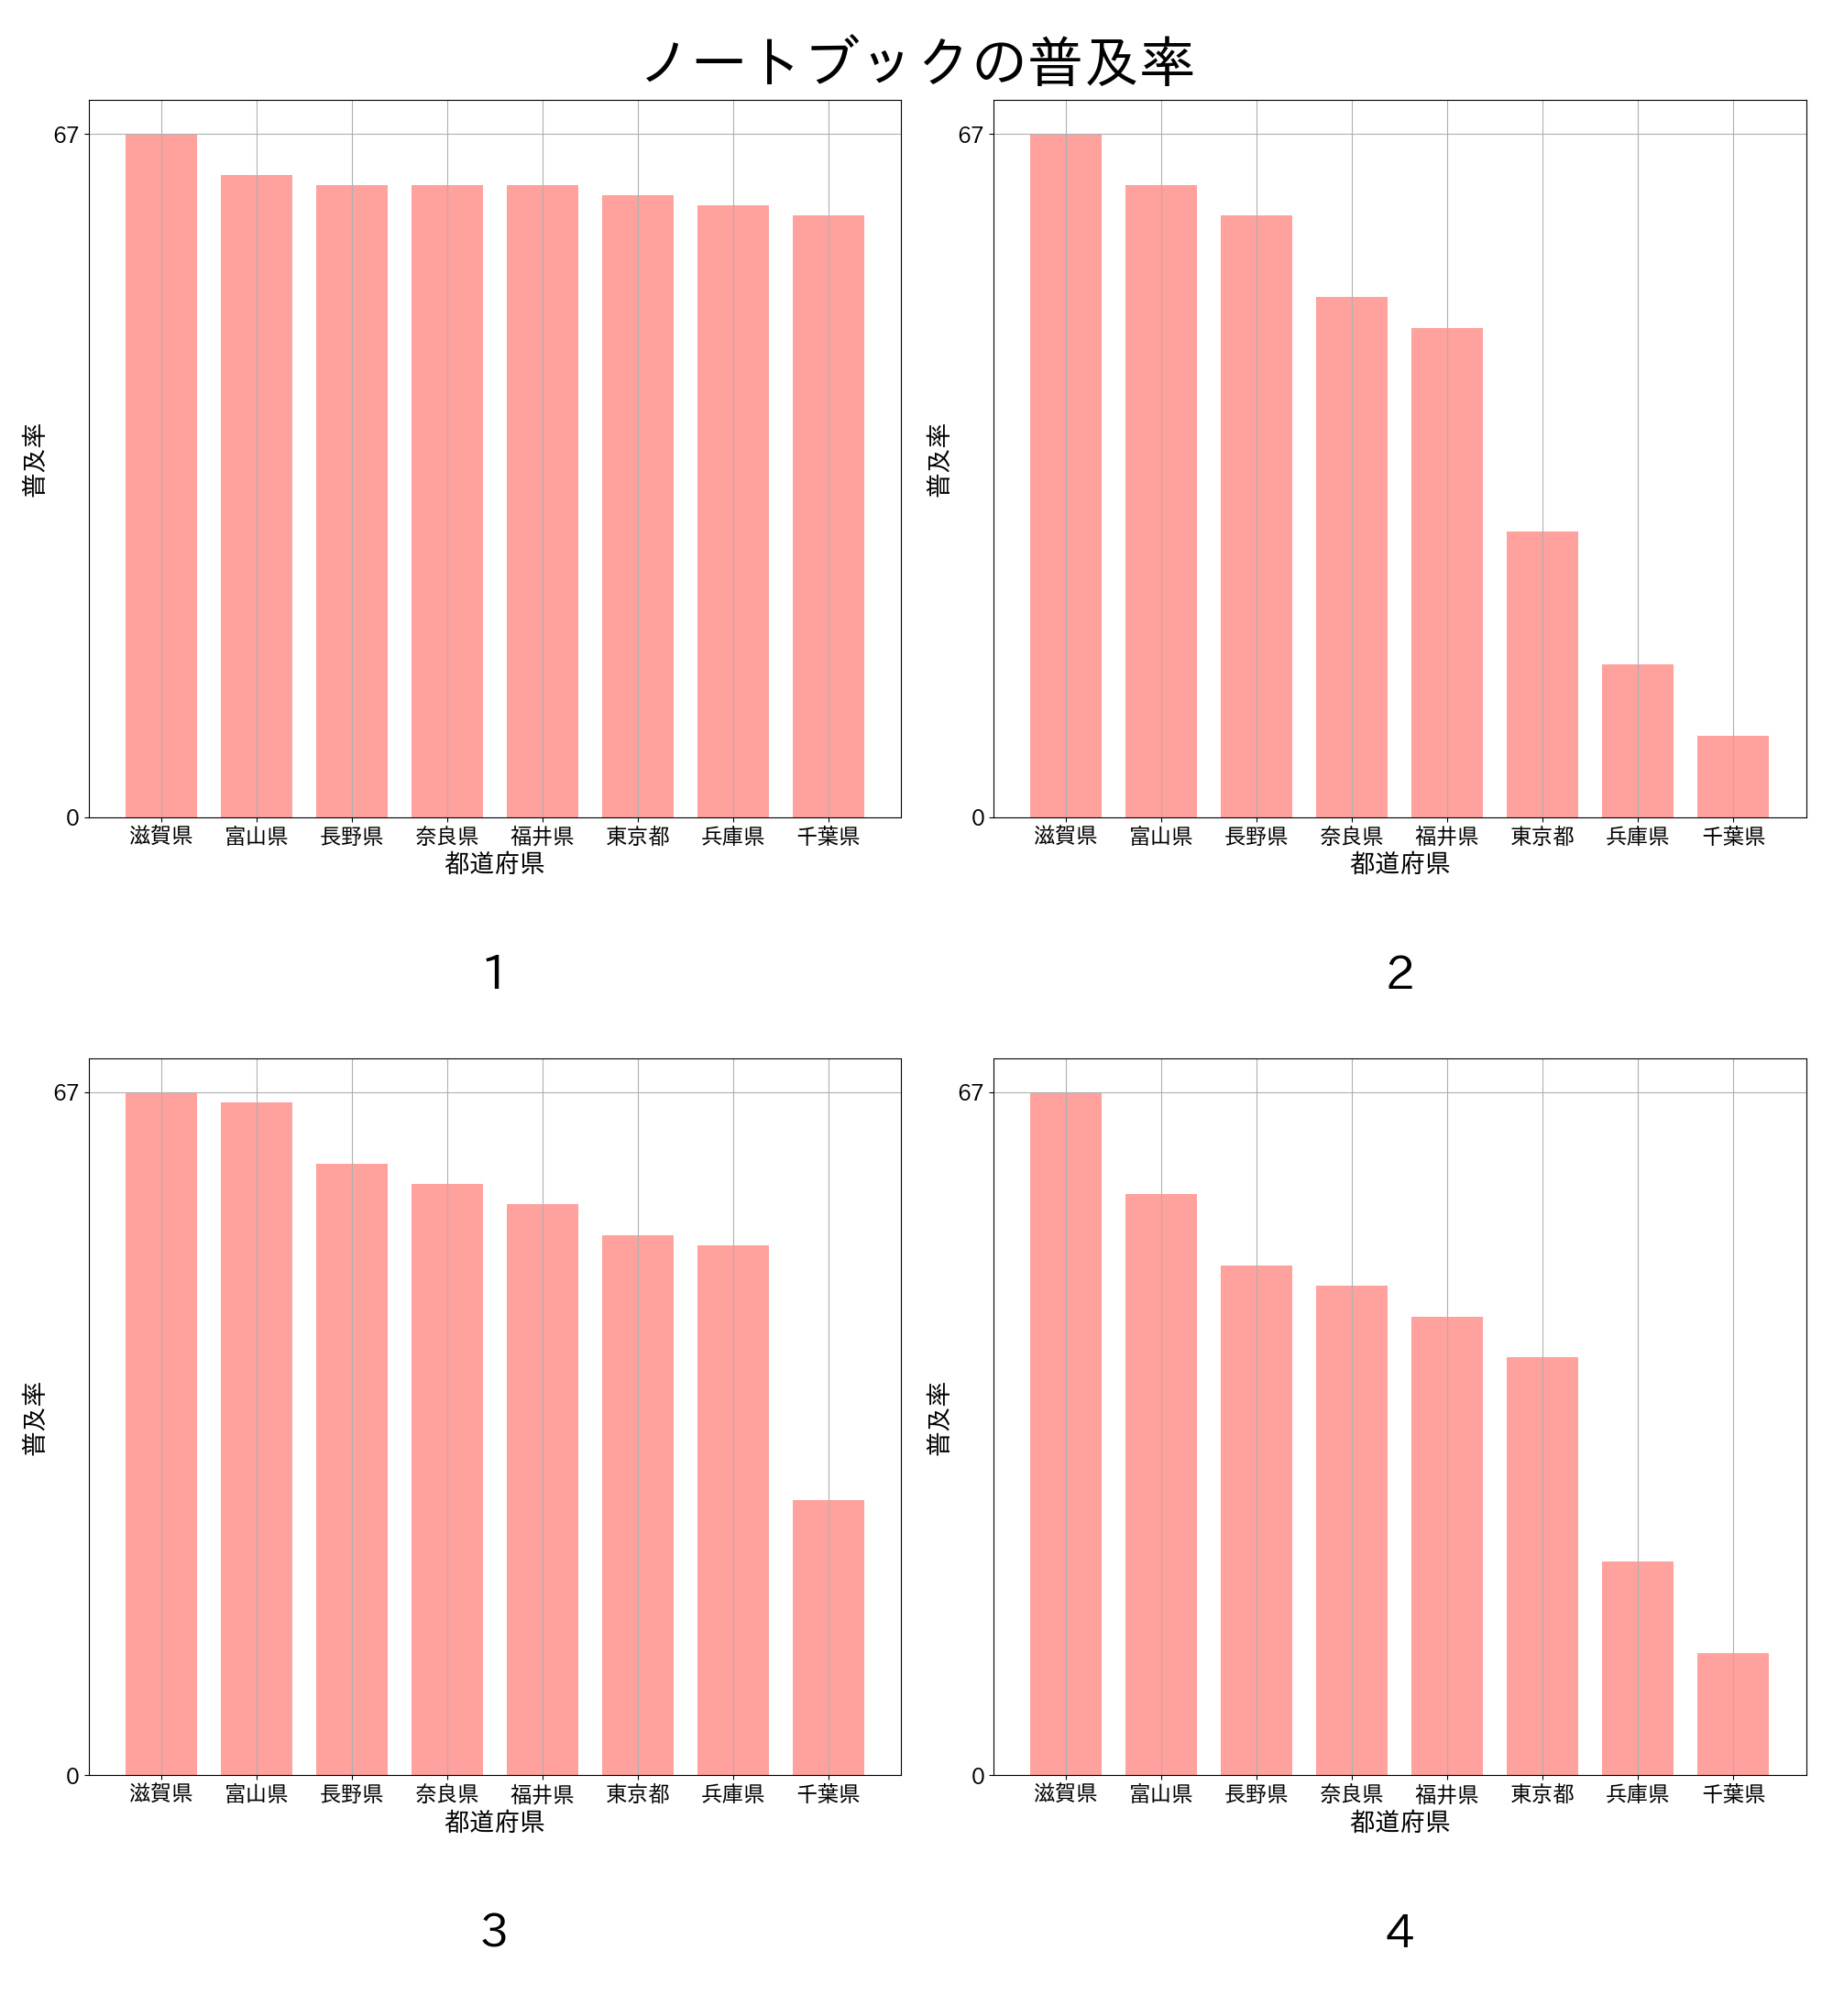 ノートブックの普及率
67
0
普及率
滋賀県 富山県 長野県 奈良県 福井県 東京都 兵庫県 千葉県
都道府県
1
67
0
普及率
滋賀県 富山県 長野県 奈良県 福井県 東京都 兵庫県 千葉県
都道府県
2
67
0
普及率
滋賀県 富山県 長野県 奈良県 福井県 東京都 兵庫県 千葉県
都道府県
3
67
0
普及率
滋賀県 富山県 長野県 奈良県 福井県 東京都 兵庫県 千葉県
都道府県
4